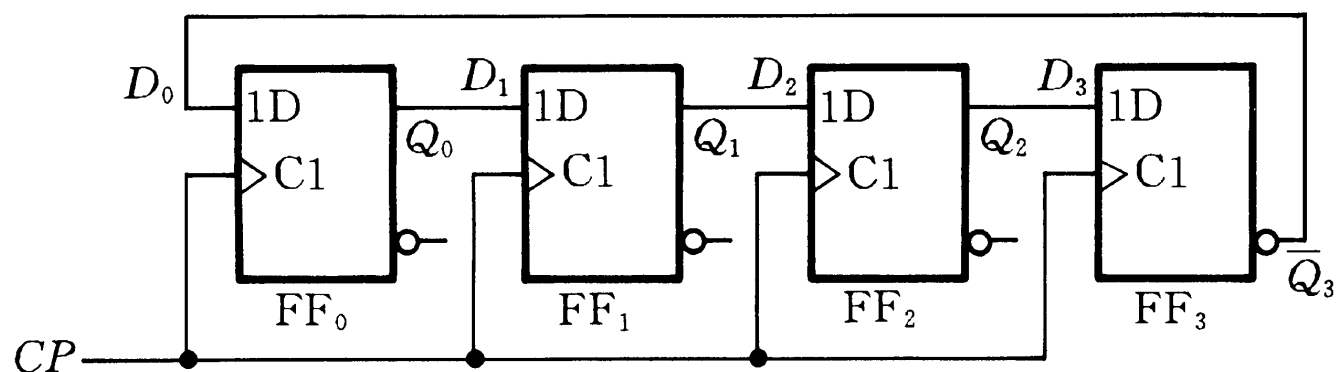 D₀ 1D D₁ 1D D₂ 1D D₃ 1D
Q₀ Q₁ Q₂
C1 C1 C1 C1
Q̅₃
FF₀ FF₁ FF₂ FF₃
CP